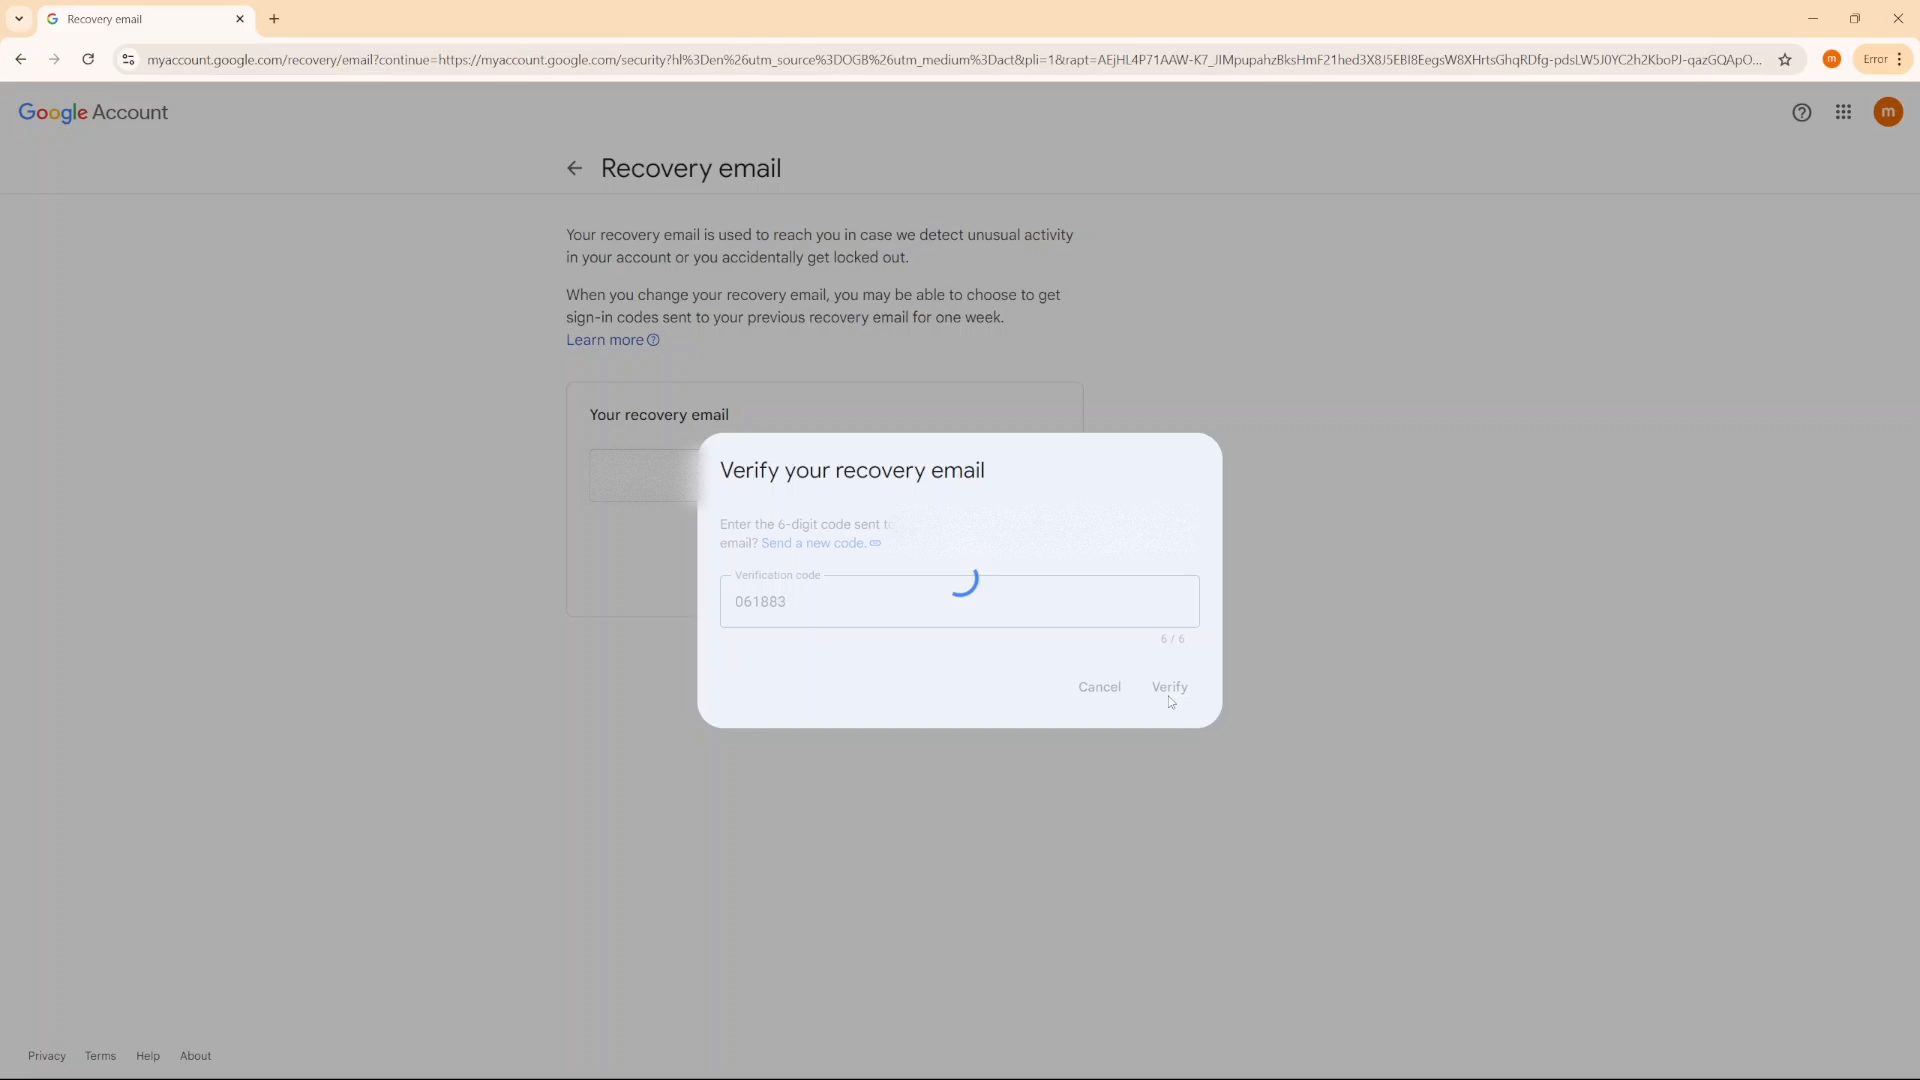 Recovery email
myaccount.google.com/recovery/email?continue=https://myaccount.google.com/security?hl%3Den%26utm_source%3DOGB%26utm_medium%3Dact&pli=1&rapt=AEjHL4P71AAW-K7_JIMpupahzBksHmF21hed3X8J5EBI8EegsW8XHrtsGhqRDfg-pdsLW5J0YC2h2KboPJ-qazGQApO...
m
Error
Google Account
m
Recovery email
Your recovery email is used to reach you in case we detect unusual activity
in your account or you accidentally get locked out.
When you change your recovery email, you may be able to choose to get
sign-in codes sent to your previous recovery email for one week.
Learn more
Your recovery email
Verify your recovery email
Enter the 6-digit code sent to
email? Send a new code.
Verification code
061883
6 / 6
Cancel Verify
Privacy Terms Help About